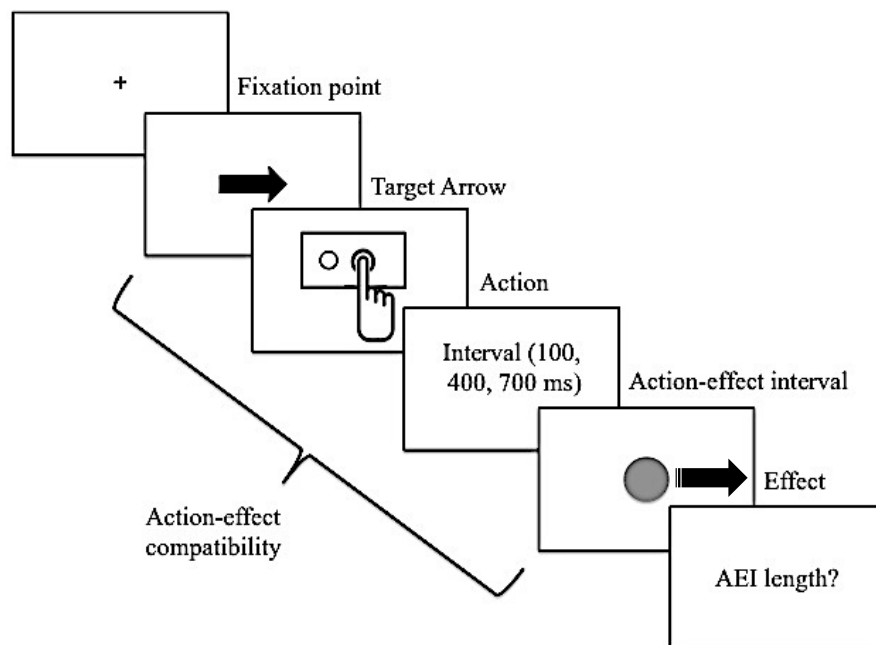 Fixation point
Target Arrow
Action
Interval (100,
400, 700 ms)
Action-effect interval
Effect
Action-effect
compatibility
AEI length?